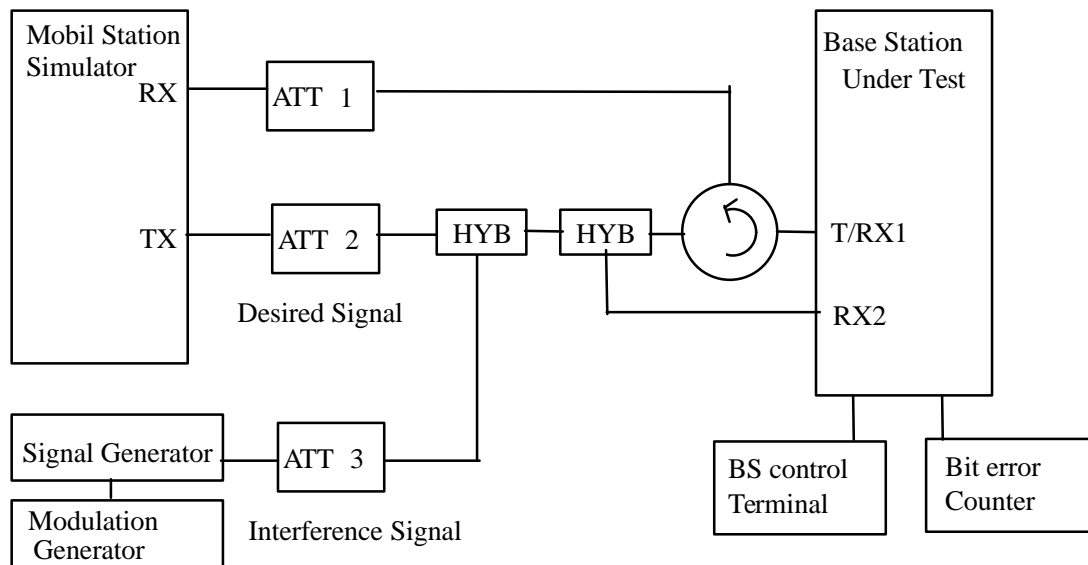 Mobil Station
Simulator
RX
ATT 1
TX
ATT 2
HYB
HYB
Desired Signal
Base Station
Under Test
T/RX1
RX2
Signal Generator
ATT 3
Modulation
Generator
Interference Signal
BS control
Terminal
Bit error
Counter